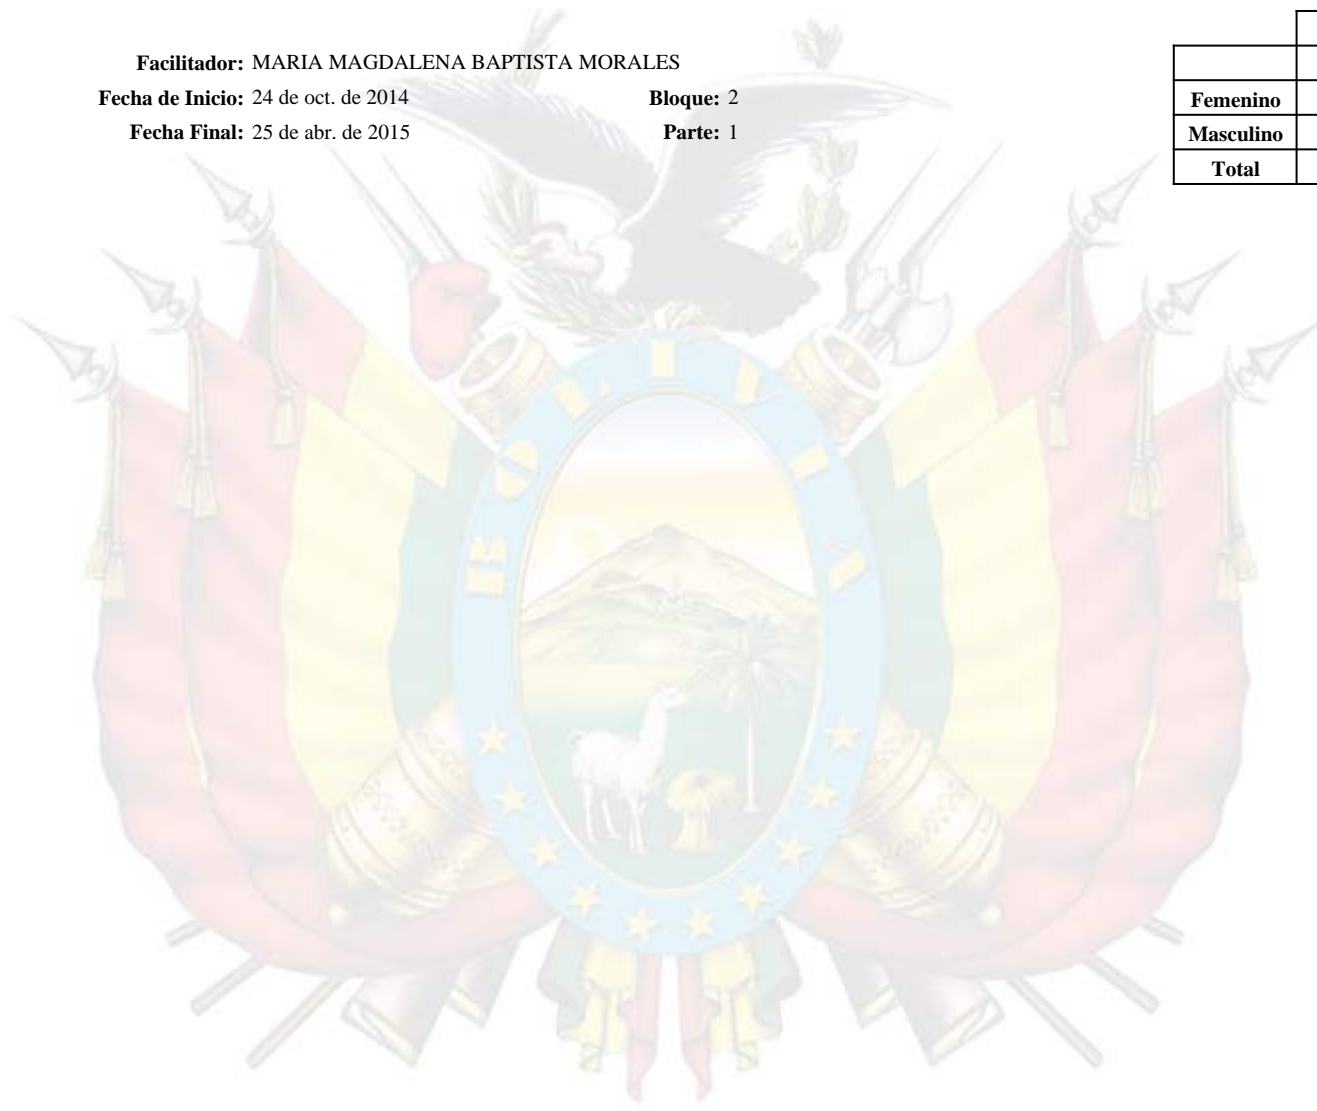 Facilitador: MARIA MAGDALENA BAPTISTA MORALES
Fecha de Inicio: 24 de oct. de 2014 Bloque: 2
Fecha Final: 25 de abr. de 2015 Parte: 1
Femenino
Masculino
Total
BOLIVIA